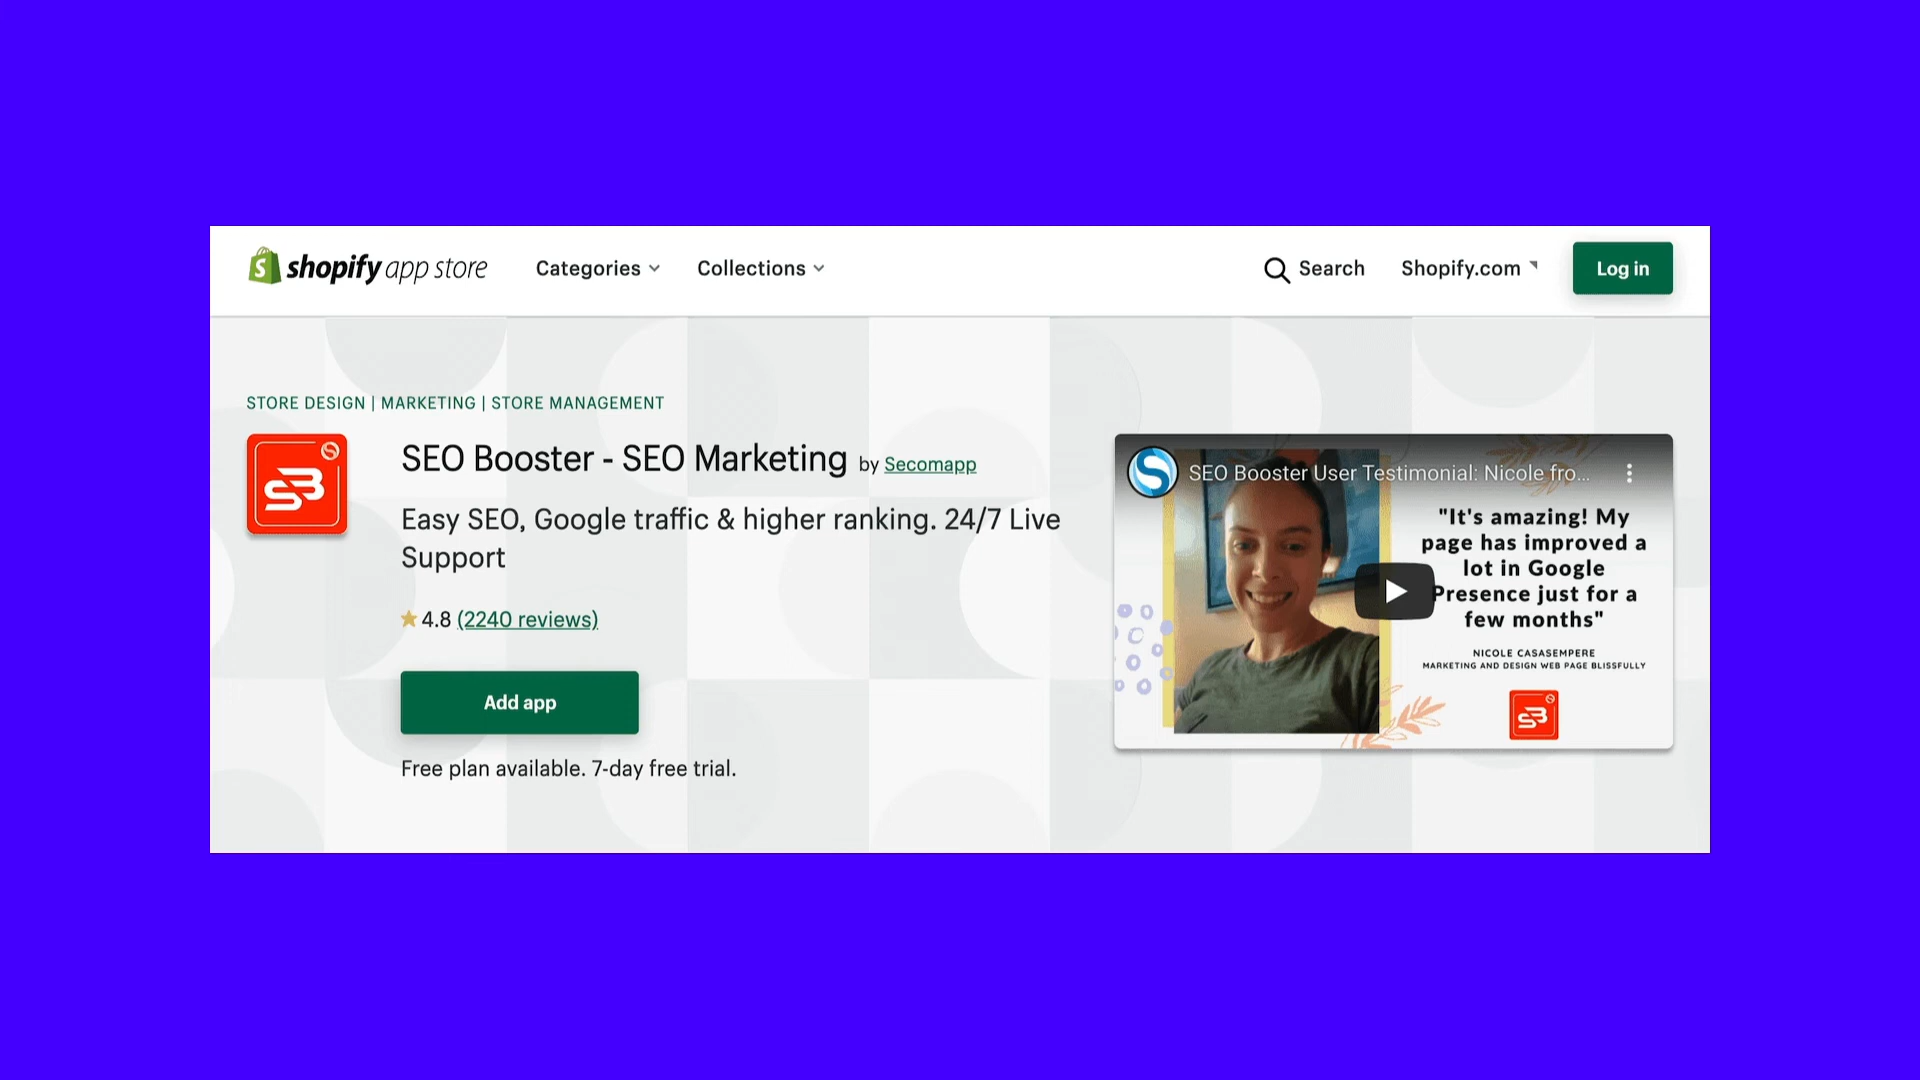 shopify app store
Categories
Collections
Search
Shopify.com
Log in
STORE DESIGN | MARKETING | STORE MANAGEMENT
SB
SEO Booster - SEO Marketing by Secomapp
Easy SEO, Google traffic & higher ranking. 24/7 Live
Support
4.8 (2240 reviews)
Add app
Free plan available. 7-day free trial.
SEO Booster User Testimonial: Nicole fro...
"It's amazing! My
page has improved a
lot in Google
Presence just for a
few months"
NICOLE CASASEMPERE
MARKETING AND DESIGN WEB PAGE BLISSFULLY
SB